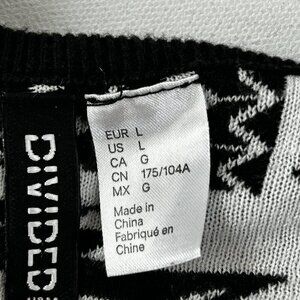 EUR L
US L
CA G
CN 175/104A
MX G
Made in
China
Fabriqué en
Chine
DIVIDED
H&M